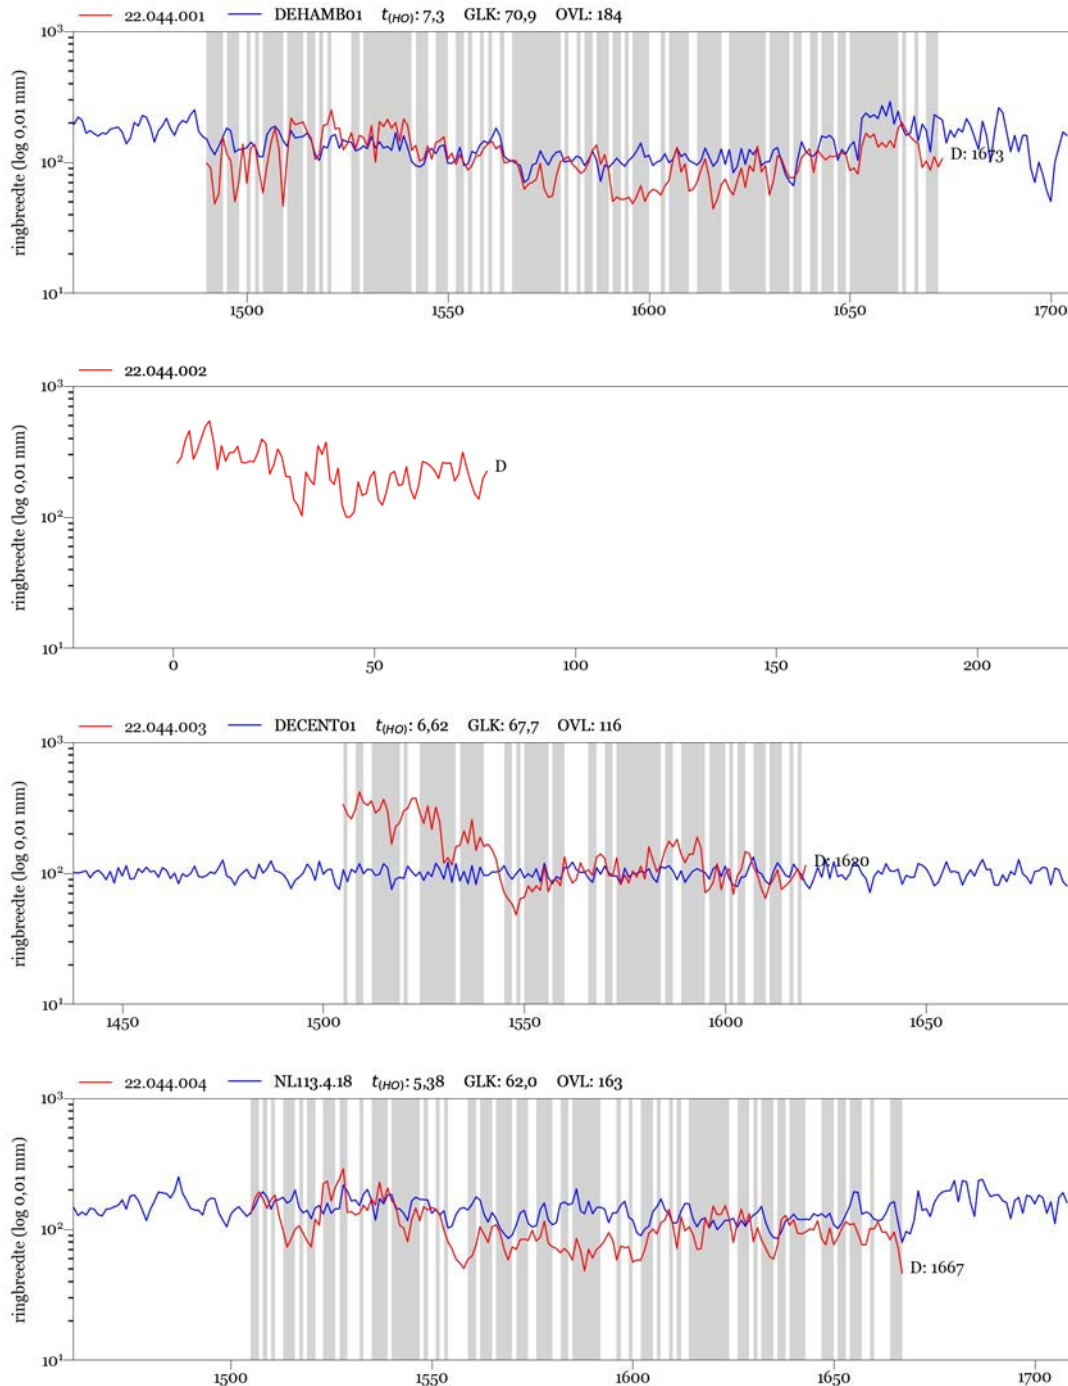 22.044.001 DEHAMB01 t(HO): 7,3 GLK: 70,9 OVL: 184
10³
10²
10¹
ringbreedte (log 0,01 mm)
D: 1673
1500 1550 1600 1650 1700
22.044.002
10³
10²
10¹
ringbreedte (log 0,01 mm)
D
0 50 100 150 200
22.044.003 DECENT01 t(HO): 6,62 GLK: 67,7 OVL: 116
10³
10²
10¹
ringbreedte (log 0,01 mm)
D: 1620
1450 1500 1550 1600 1650
22.044.004 NL113.4.18 t(HO): 5,38 GLK: 62,0 OVL: 163
10³
10²
10¹
ringbreedte (log 0,01 mm)
D: 1667
1500 1550 1600 1650 1700